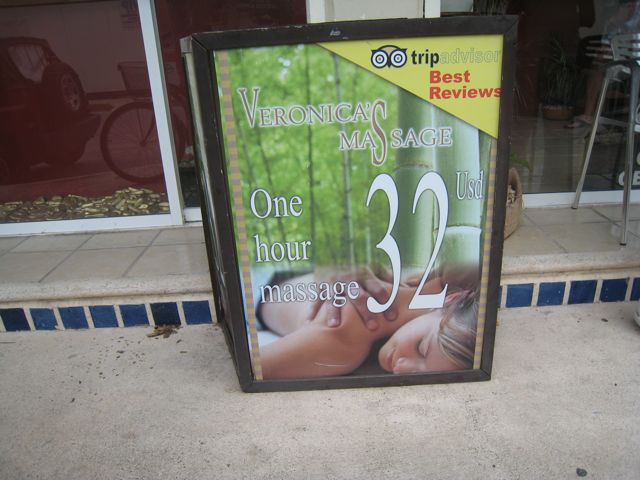 tripadvisor
Best
Reviews
VERONICA'S
MASSAGE
One
hour
massage
32
Usd